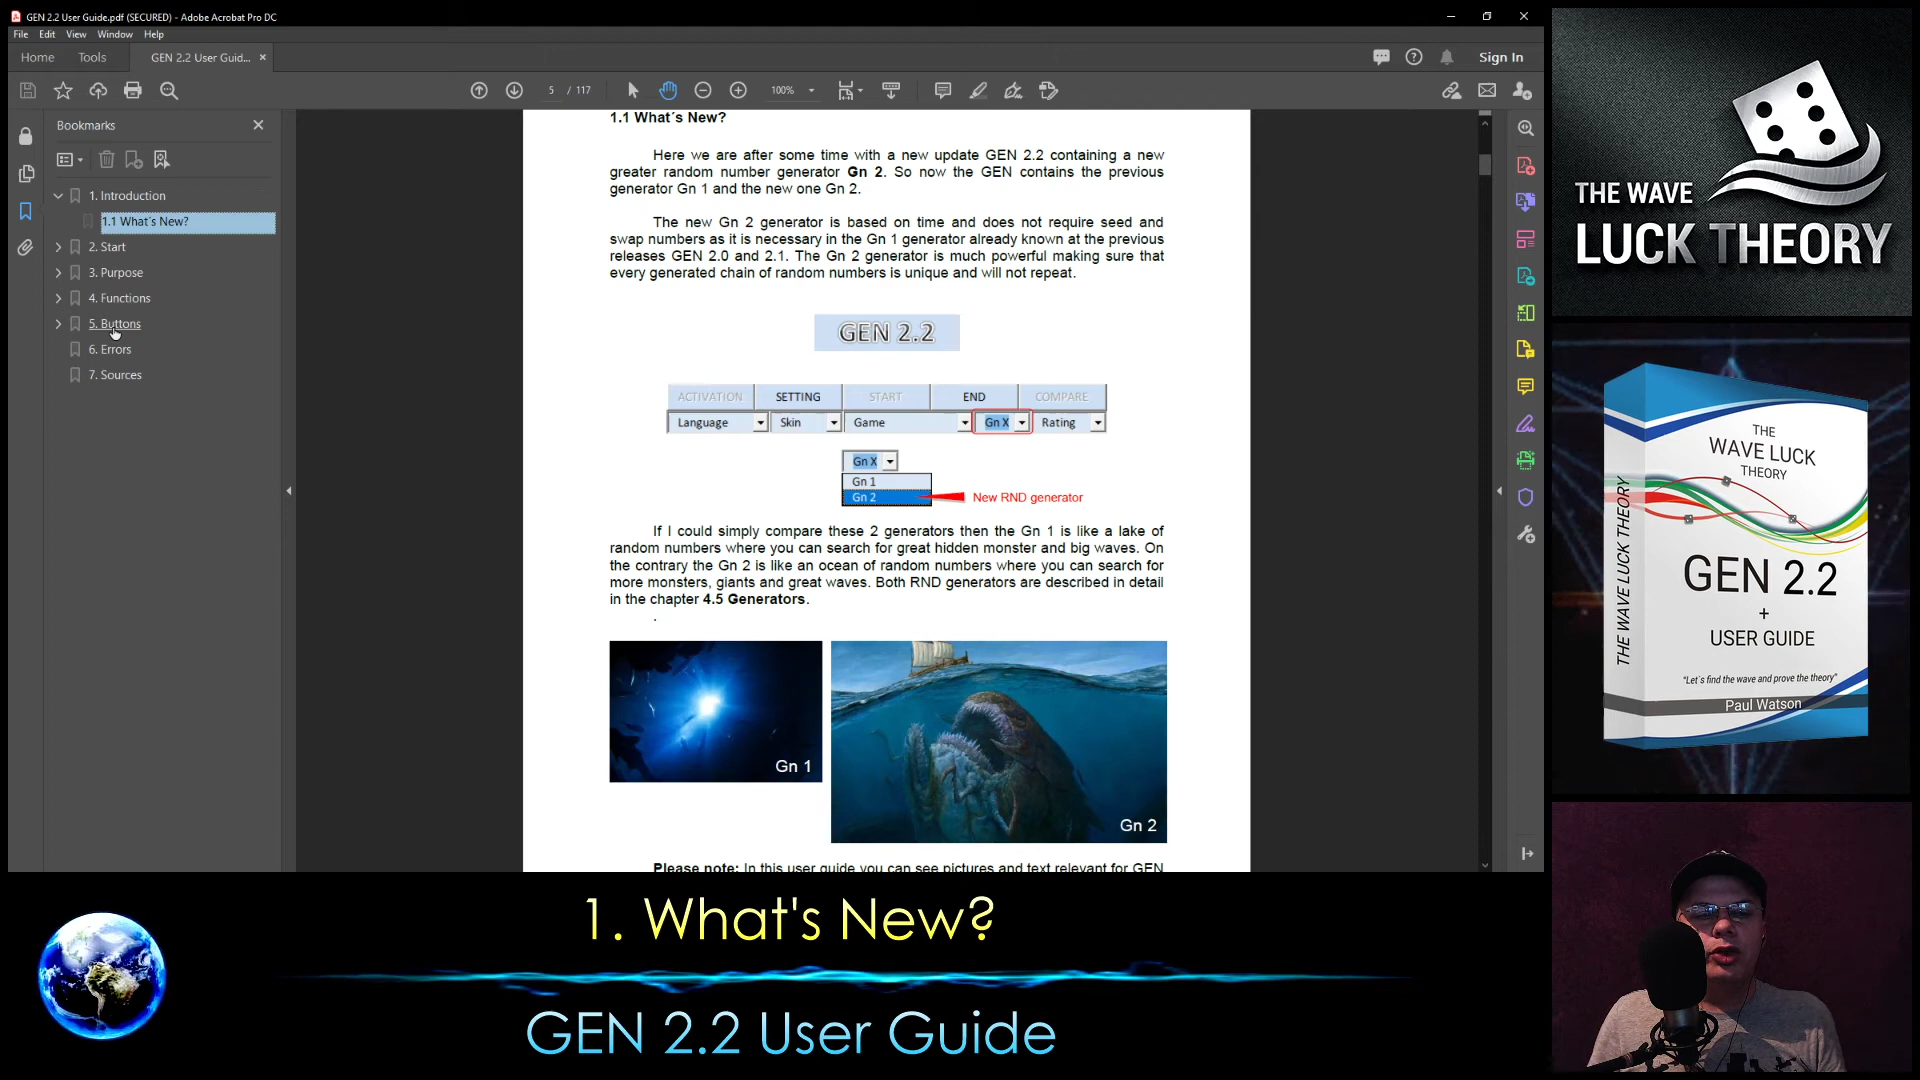 GEN 2.2 User Guide.pdf (SECURED) - Adobe Acrobat Pro DC
File Edit View Window Help
Home Tools GEN 2.2 User Guid... ×
Sign In
5 / 117
100%
Bookmarks
1. Introduction
1.1 What´s New?
2. Start
3. Purpose
4. Functions
5. Buttons
6. Errors
7. Sources
1.1 What´s New?
Here we are after some time with a new update GEN 2.2 containing a new
greater random number generator Gn 2. So now the GEN contains the previous
generator Gn 1 and the new one Gn 2.
The new Gn 2 generator is based on time and does not require seed and
swap numbers as it is necessary in the Gn 1 generator already known at the previous
releases GEN 2.0 and 2.1. The Gn 2 generator is much powerful making sure that
every generated chain of random numbers is unique and will not repeat.
GEN 2.2
ACTIVATION SETTING START END COMPARE
Language Skin Game Gn X Rating
Gn X
Gn 1
Gn 2
New RND generator
If I could simply compare these 2 generators then the Gn 1 is like a lake of
random numbers where you can search for great hidden monster and big waves. On
the contrary the Gn 2 is like an ocean of random numbers where you can search for
more monsters, giants and great waves. Both RND generators are described in detail
in the chapter 4.5 Generators.
.
Gn 1
Gn 2
Please note: In this user guide you can see pictures and text relevant for GEN
THE WAVE
LUCK THEORY
THE WAVE LUCK THEORY
THE
WAVE LUCK
THEORY
GEN 2.2
+
USER GUIDE
"Let´s find the wave and prove the theory"
Paul Watson
1. What's New?
GEN 2.2 User Guide